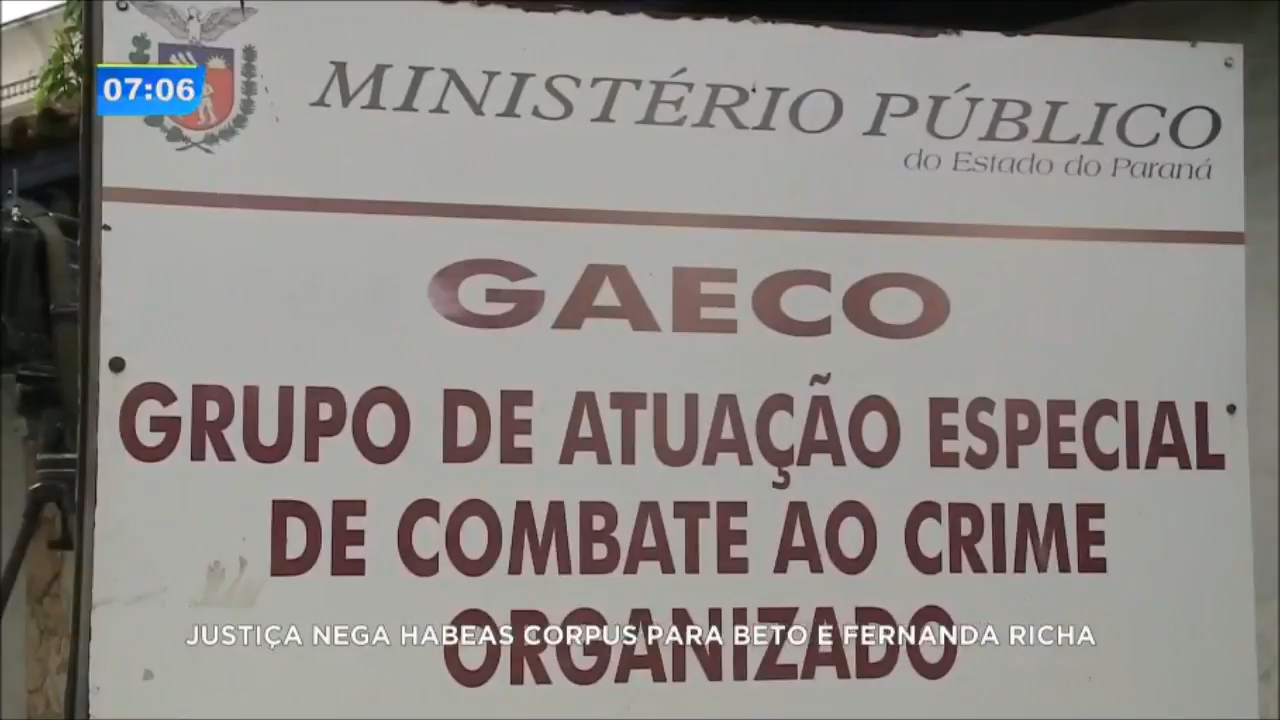 07:06
MINISTÉRIO PÚBLICO
do Estado do Paraná
GAECO
GRUPO DE ATUAÇÃO ESPECIAL
DE COMBATE AO CRIME
ORGANIZADO
JUSTIÇA NEGA HABEAS CORPUS PARA BETO E FERNANDA RICHA